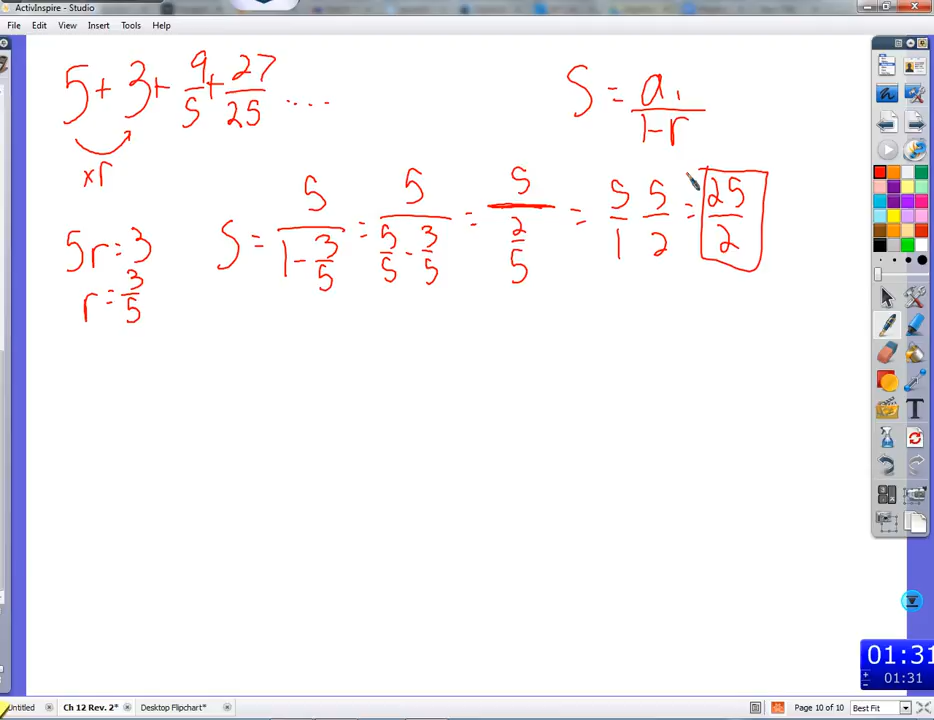 ActivInspire - Studio
File Edit View Insert Tools Help
5 + 3 + 9/5 + 27/25 ....
×r
S = a₁/(1-r)
5r = 3
r = 3/5
S = 5/(1 - 3/5) = 5/(5/5 - 3/5) = 5/(2/5) = 5/1 5/2 = 25/2
T
01:31
01:31
Untitled Ch 12 Rev. 2* Desktop Flipchart* Page 10 of 10 Best Fit